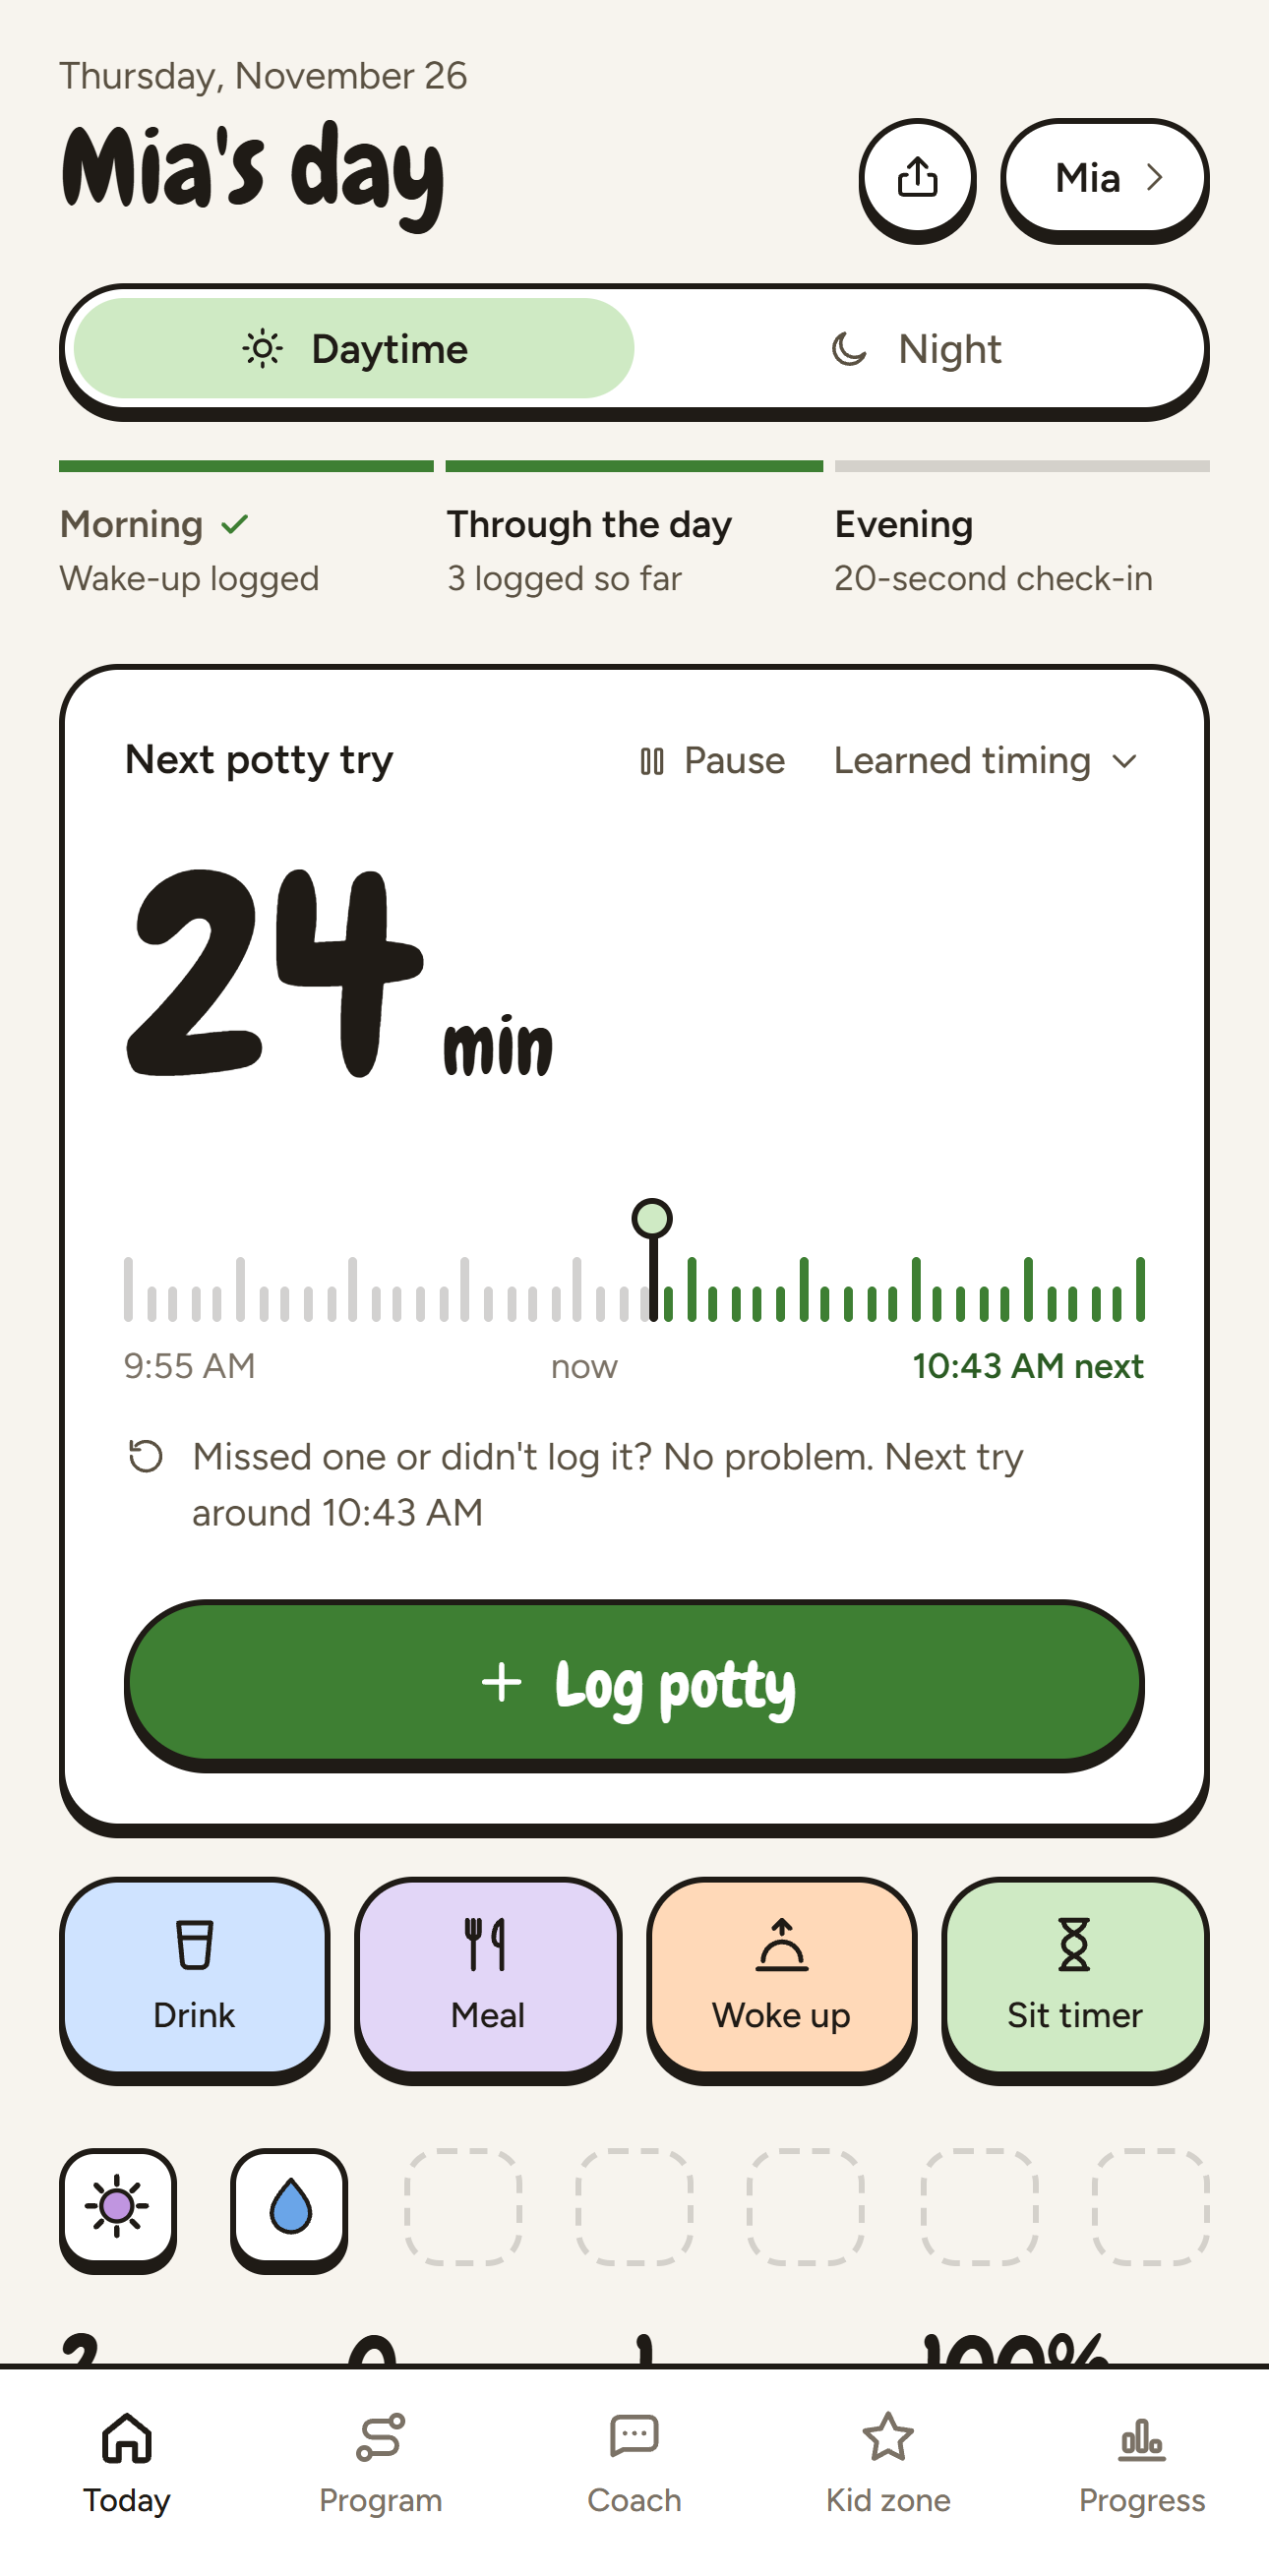 Thursday, November 26
Mia's day
Mia
Daytime
Night
Morning
Through the day
Evening
Wake-up logged
3 logged so far
20-second check-in
Next potty try
Pause
Learned timing
24 min
9:55 AM
now
10:43 AM next
Missed one or didn't log it? No problem. Next try
around 10:43 AM
+ Log potty
Drink
Meal
Woke up
Sit timer
100%
Today
Program
Coach
Kid zone
Progress